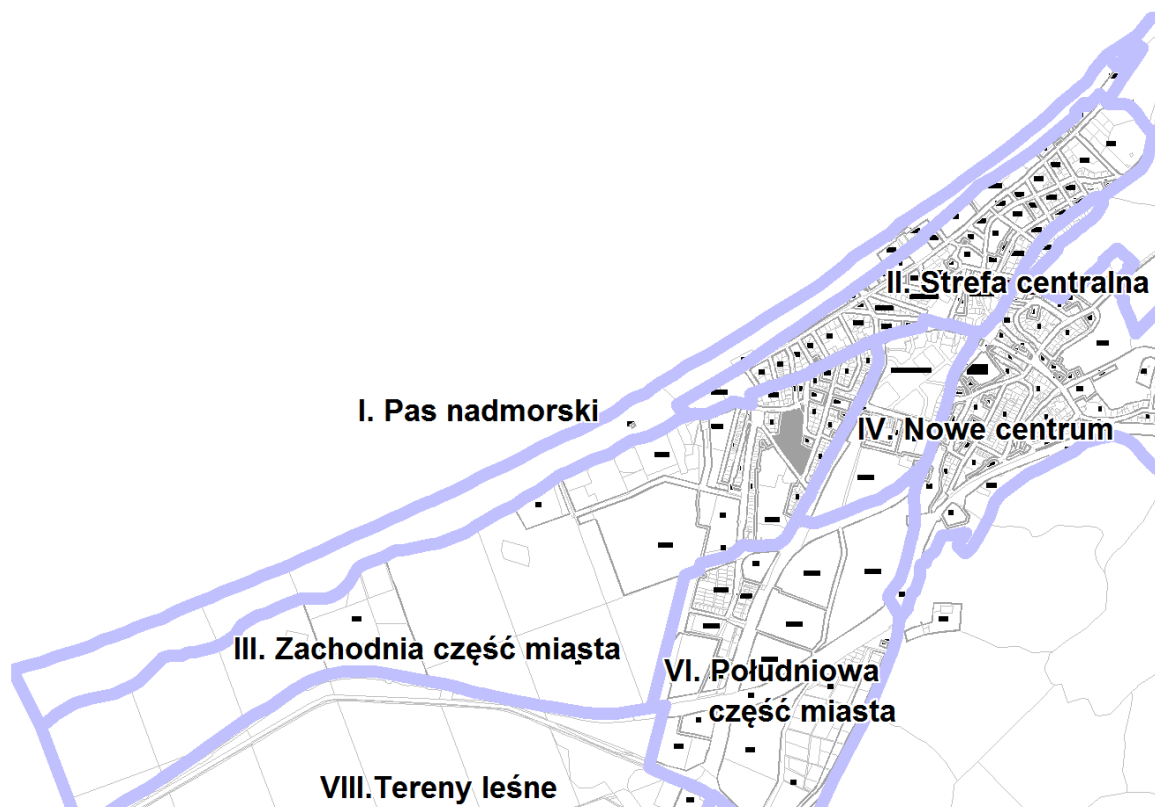 II. Strefa centralna
I. Pas nadmorski
IV. Nowe centrum
III. Zachodnia część miasta
VI. Południowa
część miasta
VIII.Tereny leśne